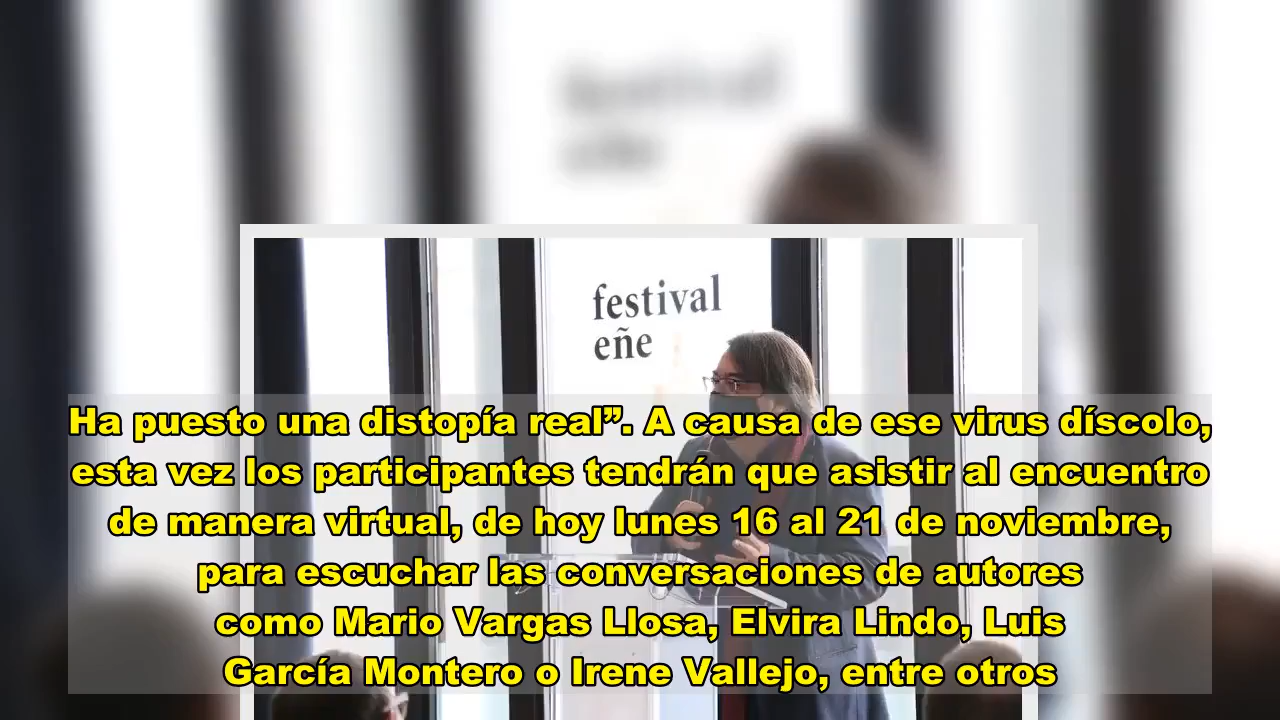 festival
eñe
Ha puesto una distopía real”. A causa de ese virus díscolo,
esta vez los participantes tendrán que asistir al encuentro
de manera virtual, de hoy lunes 16 al 21 de noviembre,
para escuchar las conversaciones de autores
como Mario Vargas Llosa, Elvira Lindo, Luis
García Montero o Irene Vallejo, entre otros